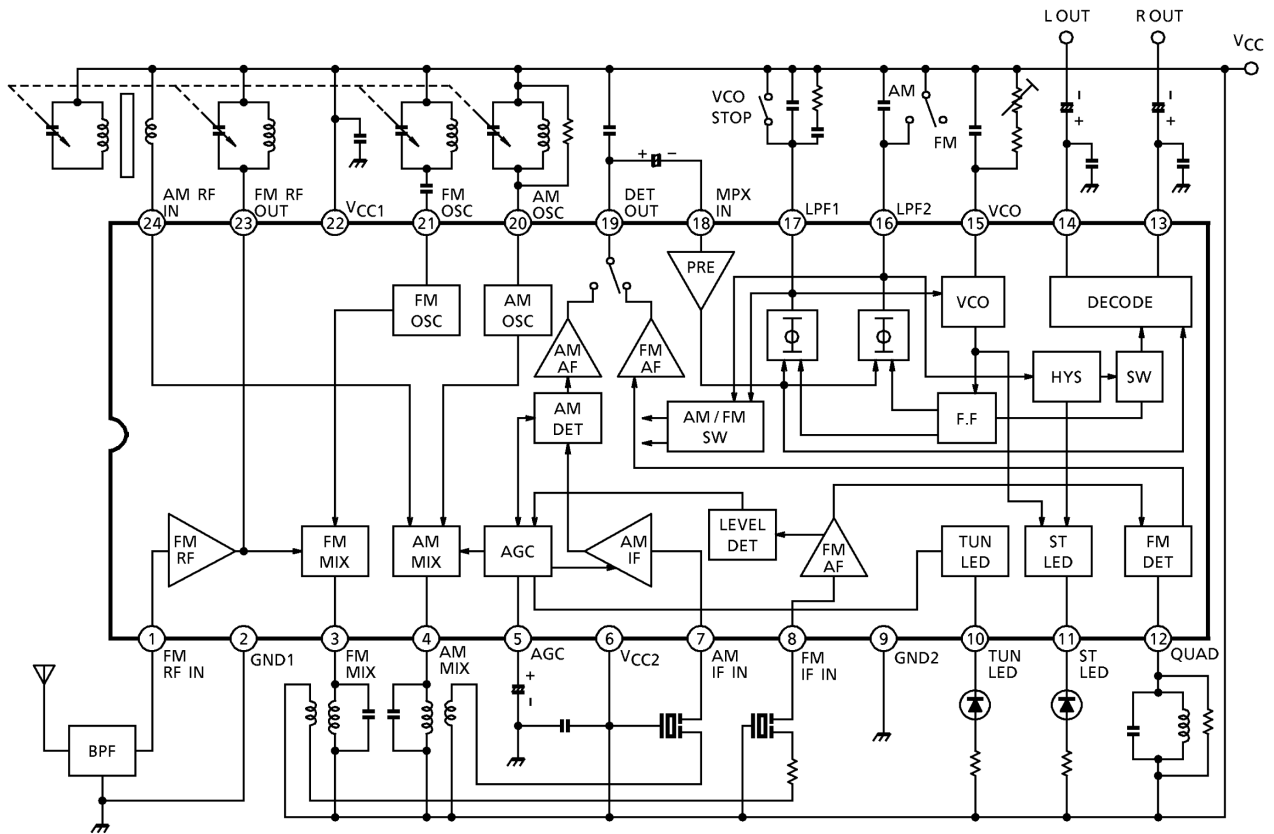 L OUT
R OUT
VCC
VCO
STOP
AM
FM
+ −
−
+
−
+
AM RF
IN
FM RF
OUT
VCC1
FM
OSC
AM
OSC
DET
OUT
MPX
IN
LPF1
LPF2
VCO
24
23
22
21
20
19
18
17
16
15
14
13
PRE
FM
OSC
AM
OSC
VCO
DECODE
AM
AF
FM
AF
HYS
SW
AM
DET
AM / FM
SW
F.F
FM
RF
FM
MIX
AM
MIX
AGC
AM
IF
LEVEL
DET
FM
AF
TUN
LED
ST
LED
FM
DET
1
2
3
4
5
6
7
8
9
10
11
12
FM
RF IN
GND1
FM
MIX
AM
MIX
AGC
VCC2
AM
IF IN
FM
IF IN
GND2
TUN
LED
ST
LED
QUAD
+
−
BPF